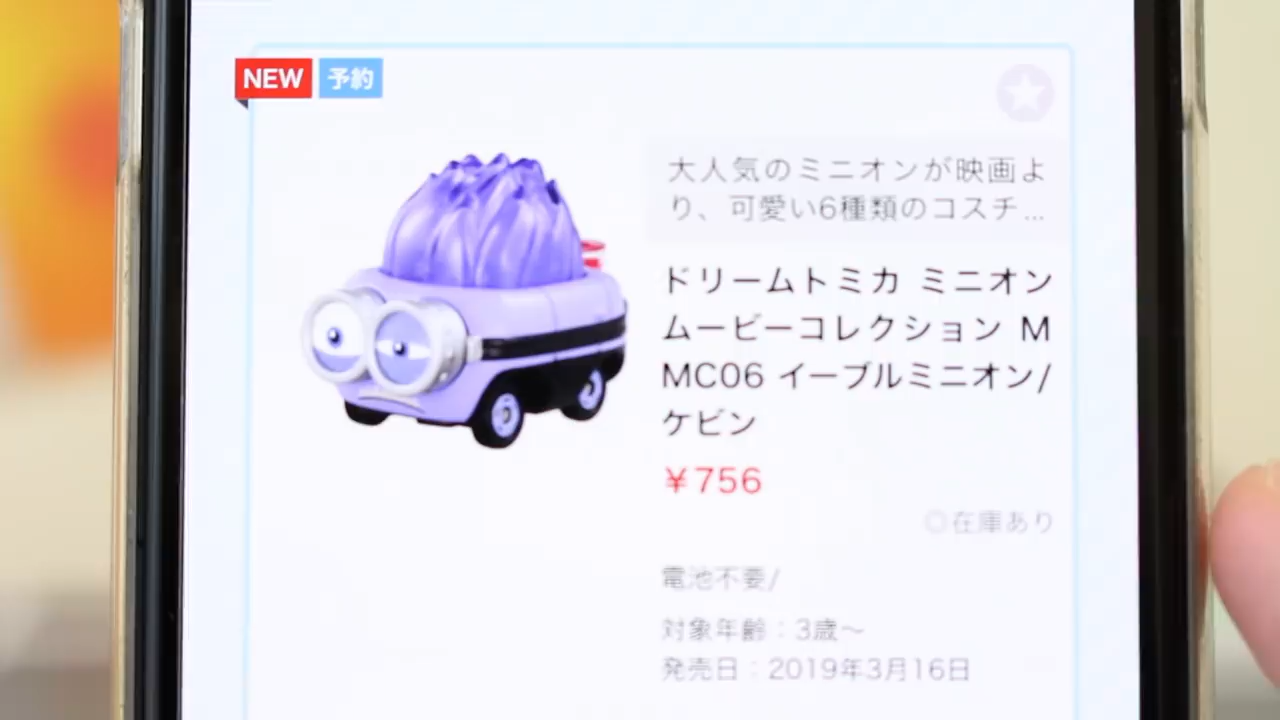 NEW 予約
大人気のミニオンが映画よ
り、可愛い6種類のコスチ...
ドリームトミカ ミニオン
ムービーコレクション M
MC06 イーブルミニオン/
ケビン
¥756
◎在庫あり
電池不要/
対象年齢：3歳～
発売日：2019年3月16日